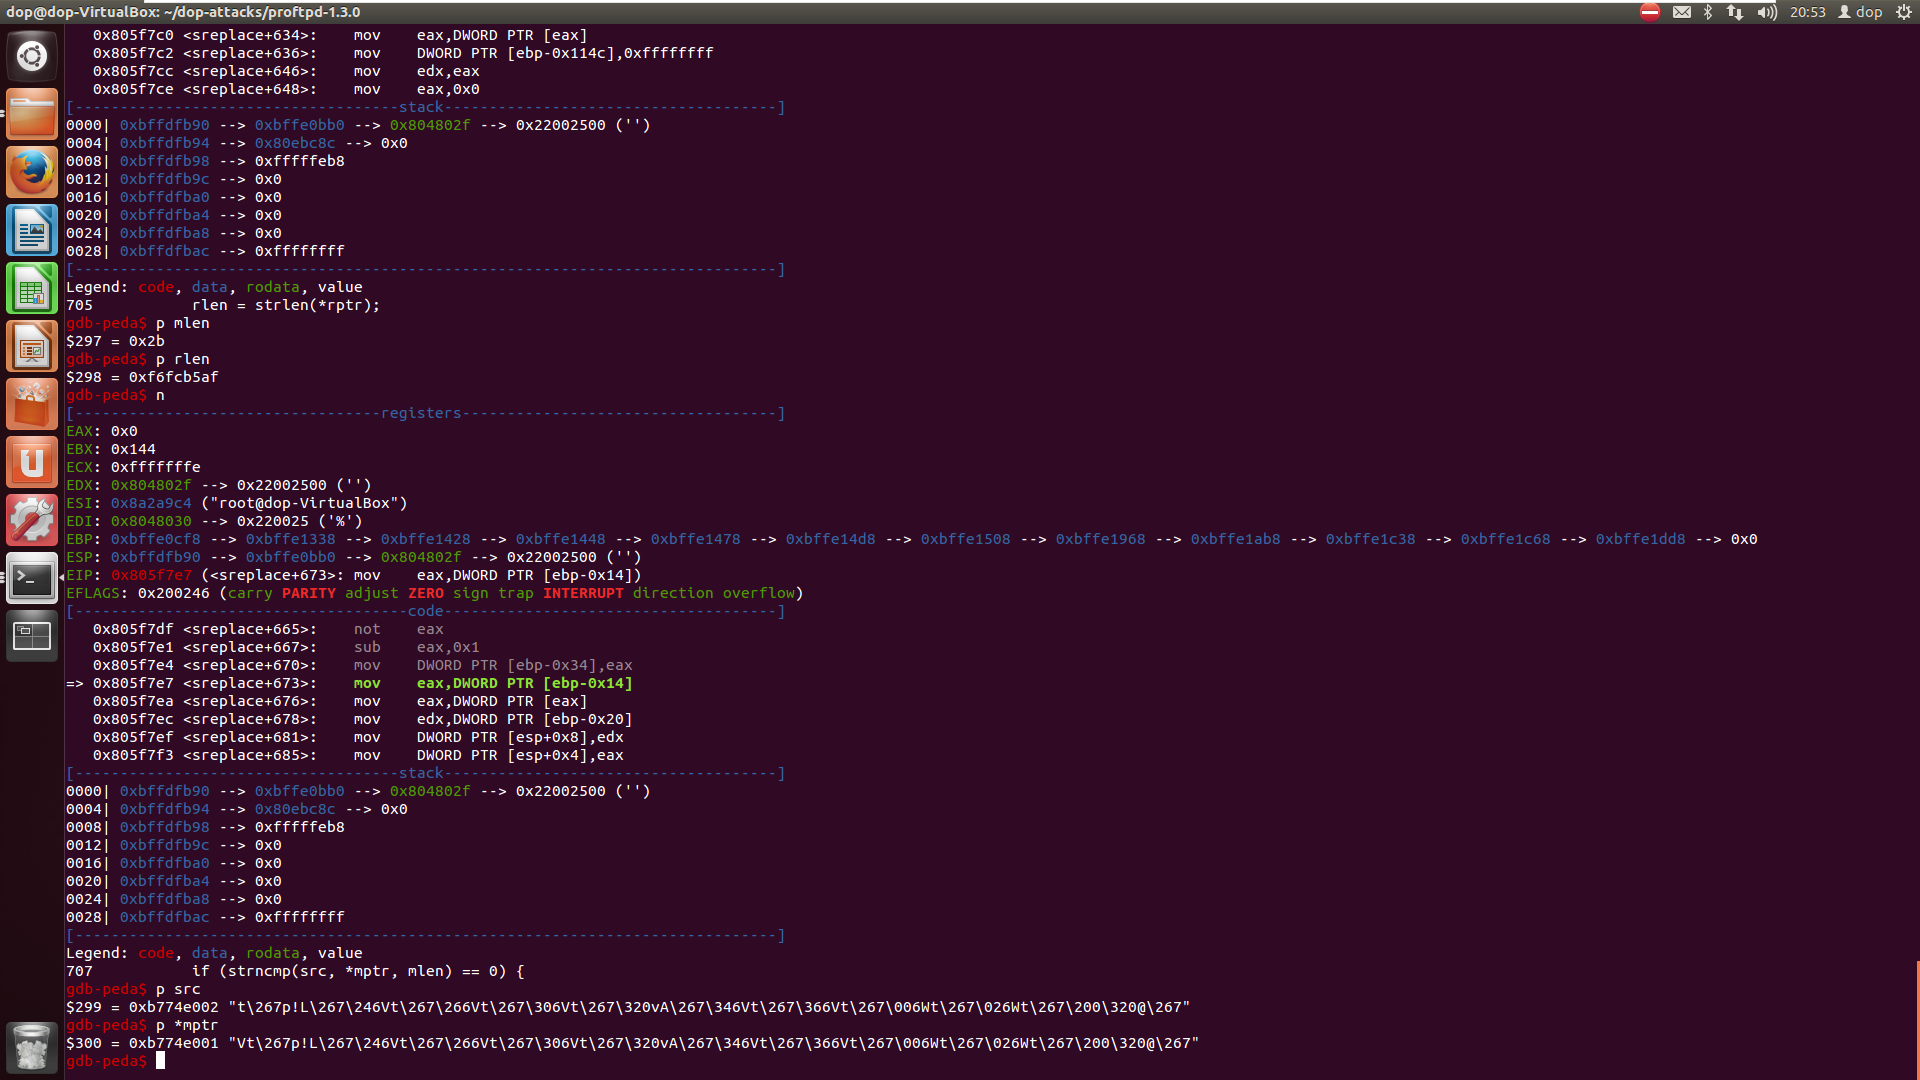 dop@dop-VirtualBox: ~/dop-attacks/proftpd-1.3.0 20:53 dop
   0x805f7c0 <sreplace+634>:	mov    eax,DWORD PTR [eax]
   0x805f7c2 <sreplace+636>:	mov    DWORD PTR [ebp-0x114c],0xffffffff
   0x805f7cc <sreplace+646>:	mov    edx,eax
   0x805f7ce <sreplace+648>:	mov    eax,0x0
[------------------------------------stack-------------------------------------]
0000| 0xbffdfb90 --> 0xbffe0bb0 --> 0x804802f --> 0x22002500 ('')
0004| 0xbffdfb94 --> 0x80ebc8c --> 0x0
0008| 0xbffdfb98 --> 0xfffffeb8
0012| 0xbffdfb9c --> 0x0
0016| 0xbffdfba0 --> 0x0
0020| 0xbffdfba4 --> 0x0
0024| 0xbffdfba8 --> 0x0
0028| 0xbffdfbac --> 0xffffffff
[------------------------------------------------------------------------------]
Legend: code, data, rodata, value
705	          rlen = strlen(*rptr);
gdb-peda$ p mlen
$297 = 0x2b
gdb-peda$ p rlen
$298 = 0xf6fcb5af
gdb-peda$ n
[----------------------------------registers-----------------------------------]
EAX: 0x0
EBX: 0x144
ECX: 0xfffffffe
EDX: 0x804802f --> 0x22002500 ('')
ESI: 0x8a2a9c4 ("root@dop-VirtualBox")
EDI: 0x8048030 --> 0x220025 ('%')
EBP: 0xbffe0cf8 --> 0xbffe1338 --> 0xbffe1428 --> 0xbffe1448 --> 0xbffe1478 --> 0xbffe14d8 --> 0xbffe1508 --> 0xbffe1968 --> 0xbffe1ab8 --> 0xbffe1c38 --> 0xbffe1c68 --> 0xbffe1dd8 --> 0x0
ESP: 0xbffdfb90 --> 0xbffe0bb0 --> 0x804802f --> 0x22002500 ('')
EIP: 0x805f7e7 (<sreplace+673>:	mov    eax,DWORD PTR [ebp-0x14])
EFLAGS: 0x200246 (carry PARITY adjust ZERO sign trap INTERRUPT direction overflow)
[-------------------------------------code-------------------------------------]
   0x805f7df <sreplace+665>:	not    eax
   0x805f7e1 <sreplace+667>:	sub    eax,0x1
   0x805f7e4 <sreplace+670>:	mov    DWORD PTR [ebp-0x34],eax
=> 0x805f7e7 <sreplace+673>:	mov    eax,DWORD PTR [ebp-0x14]
   0x805f7ea <sreplace+676>:	mov    eax,DWORD PTR [eax]
   0x805f7ec <sreplace+678>:	mov    edx,DWORD PTR [ebp-0x20]
   0x805f7ef <sreplace+681>:	mov    DWORD PTR [esp+0x8],edx
   0x805f7f3 <sreplace+685>:	mov    DWORD PTR [esp+0x4],eax
[------------------------------------stack-------------------------------------]
0000| 0xbffdfb90 --> 0xbffe0bb0 --> 0x804802f --> 0x22002500 ('')
0004| 0xbffdfb94 --> 0x80ebc8c --> 0x0
0008| 0xbffdfb98 --> 0xfffffeb8
0012| 0xbffdfb9c --> 0x0
0016| 0xbffdfba0 --> 0x0
0020| 0xbffdfba4 --> 0x0
0024| 0xbffdfba8 --> 0x0
0028| 0xbffdfbac --> 0xffffffff
[------------------------------------------------------------------------------]
Legend: code, data, rodata, value
707	          if (strncmp(src, *mptr, mlen) == 0) {
gdb-peda$ p src
$299 = 0xb774e002 "t\267p!L\267\246Vt\267\266Vt\267\306Vt\267\320vA\267\346Vt\267\366Vt\267\006Wt\267\026Wt\267\200\320@\267"
gdb-peda$ p *mptr
$300 = 0xb774e001 "Vt\267p!L\267\246Vt\267\266Vt\267\306Vt\267\320vA\267\346Vt\267\366Vt\267\006Wt\267\026Wt\267\200\320@\267"
gdb-peda$